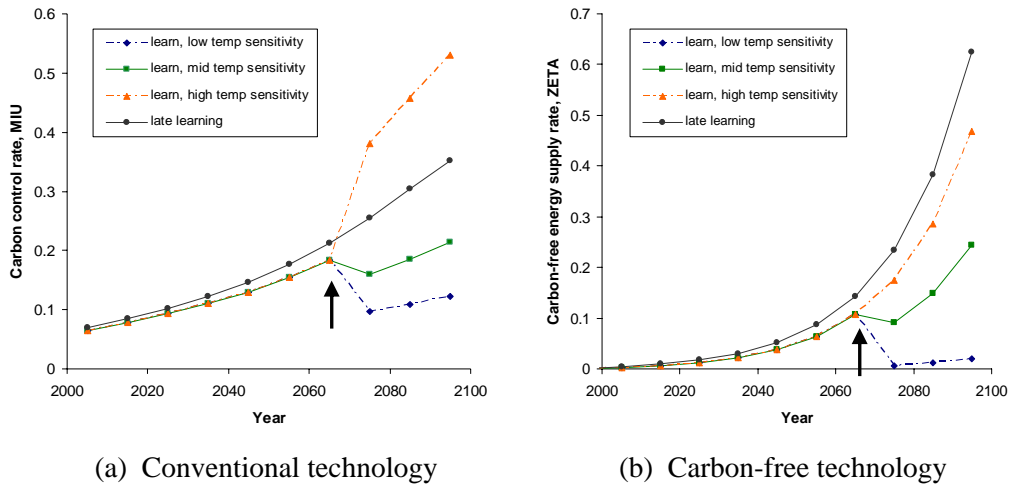 0.6
0.5
0.4
0.3
0.2
0.1
0
Carbon control rate, MIU
learn, low temp sensitivity
learn, mid temp sensitivity
learn, high temp sensitivity
late learning
2000 2020 2040 2060 2080 2100
Year
(a) Conventional technology
0.7
0.6
0.5
0.4
0.3
0.2
0.1
0
Carbon-free energy supply rate, ZETA
learn, low temp sensitivity
learn, mid temp sensitivity
learn, high temp sensitivity
late learning
2000 2020 2040 2060 2080 2100
Year
(b) Carbon-free technology